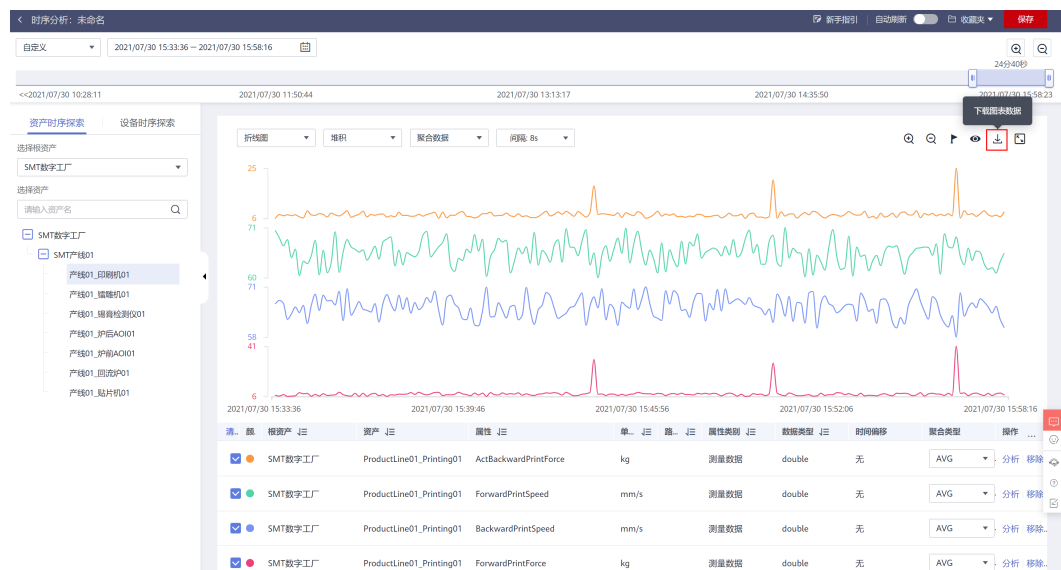 时序分析：未命名
新手指引 自动刷新 收藏夹 保存
自定义 2021/07/30 15:33:36 — 2021/07/30 15:58:16
24分40秒
<<2021/07/30 10:28:11 2021/07/30 11:50:44 2021/07/30 13:13:17 2021/07/30 14:35:50 2021/07/30 15:58:23
下载图表数据
资产时序探索 设备时序探索
选择根资产
SMT数字工厂
选择资产
请输入资产名
SMT数字工厂
SMT产线01
产线01_印刷机01
产线01_镭雕机01
产线01_锡膏检测仪01
产线01_炉后AOI01
产线01_炉前AOI01
产线01_回流炉01
产线01_贴片机01
折线图 堆积 聚合数据 间隔: 8s
25
6
71
60
71
58
41
6
2021/07/30 15:33:36 2021/07/30 15:39:46 2021/07/30 15:45:56 2021/07/30 15:52:06 2021/07/30 15:58:16
清.. 颜. 根资产 资产 属性 单... 路... 属性类别 数据类型 时间偏移 聚合类型 操作 ...
SMT数字工厂 ProductLine01_Printing01 ActBackwardPrintForce kg 测量数据 double 无 AVG 分析 移除
SMT数字工厂 ProductLine01_Printing01 ForwardPrintSpeed mm/s 测量数据 double 无 AVG 分析 移除
SMT数字工厂 ProductLine01_Printing01 BackwardPrintSpeed mm/s 测量数据 double 无 AVG 分析 移除..
SMT数字工厂 ProductLine01_Printing01 ForwardPrintForce kg 测量数据 double 无 AVG 分析 移除..